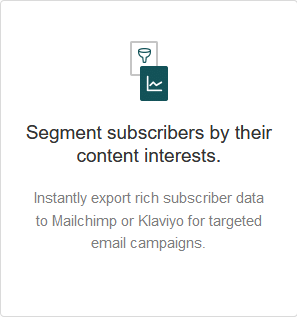 Segment subscribers by their
content interests.
Instantly export rich subscriber data
to Mailchimp or Klaviyo for targeted
email campaigns.